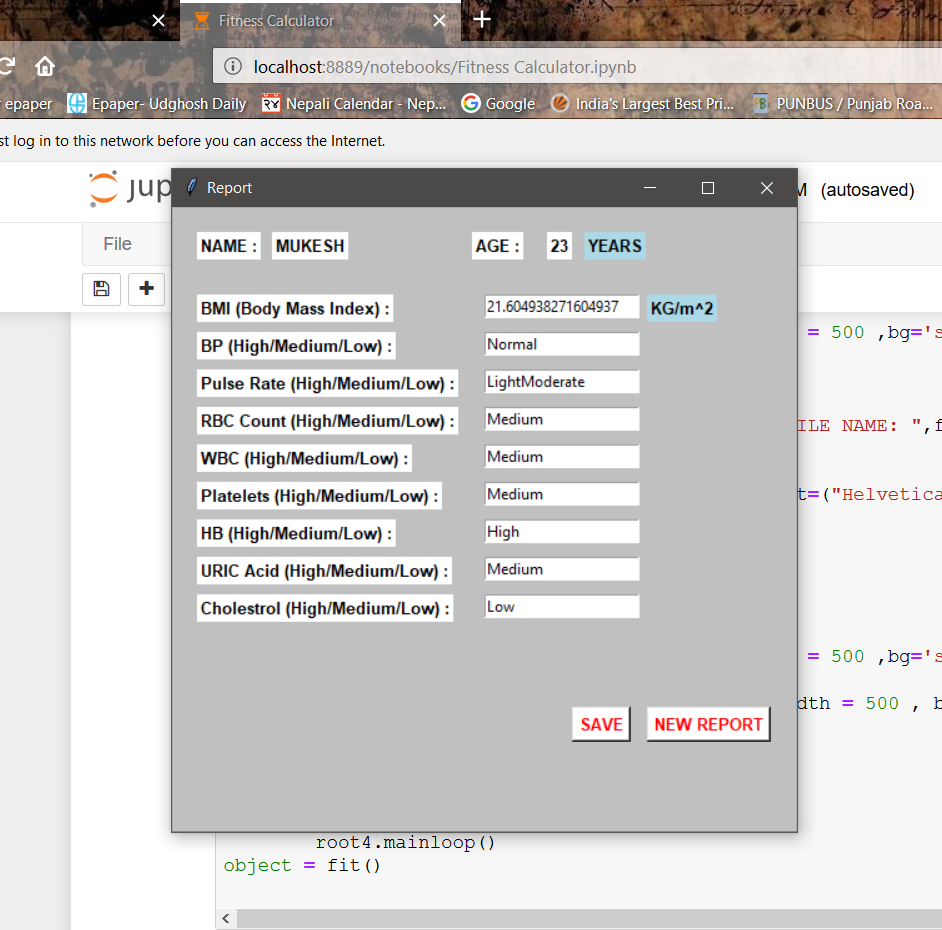 Fitness Calculator
localhost:8889/notebooks/Fitness Calculator.ipynb
epaper Epaper- Udghosh Daily Nepali Calendar - Nep... Google India's Largest Best Pri... PUNBUS / Punjab Roa...
log in to this network before you can access the Internet.
Report
jup (autosaved)
NAME : MUKESH AGE : 23 YEARS
File
BMI (Body Mass Index) : 21.604938271604937 KG/m^2
= 500 ,bg='s
BP (High/Medium/Low) : Normal
Pulse Rate (High/Medium/Low) : LightModerate
RBC Count (High/Medium/Low) : Medium
ILE NAME: ",f
WBC (High/Medium/Low) : Medium
Platelets (High/Medium/Low) : Medium
t=("Helvetica
HB (High/Medium/Low) : High
URIC Acid (High/Medium/Low) : Medium
Cholestrol (High/Medium/Low) : Low
= 500 ,bg='s
dth = 500 , b
SAVE NEW REPORT
root4.mainloop()
object = fit()